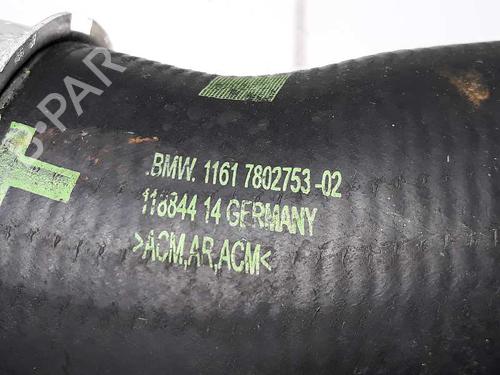 .BMW. 1161 7802753-02
118844 14 GERMANY
>ACM,AR,ACM<